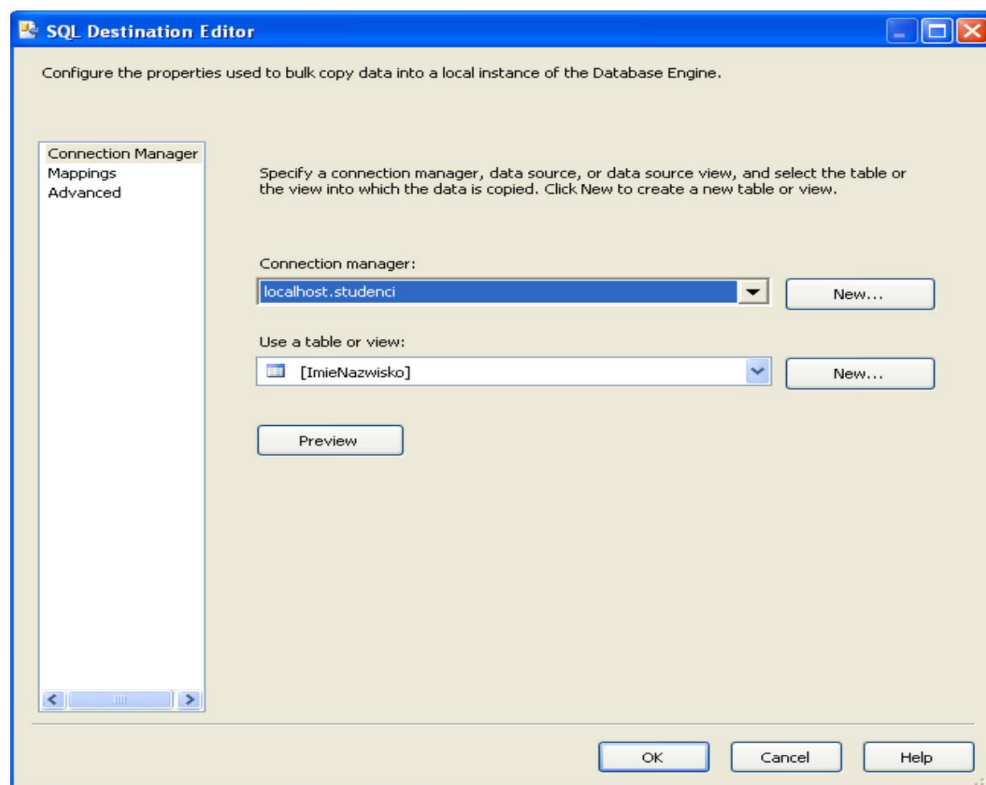 SQL Destination Editor
Configure the properties used to bulk copy data into a local instance of the Database Engine.
Connection Manager
Mappings
Advanced
Specify a connection manager, data source, or data source view, and select the table or
the view into which the data is copied. Click New to create a new table or view.
Connection manager:
localhost.studenci
New...
Use a table or view:
[ImieNazwisko]
New...
Preview
OK
Cancel
Help